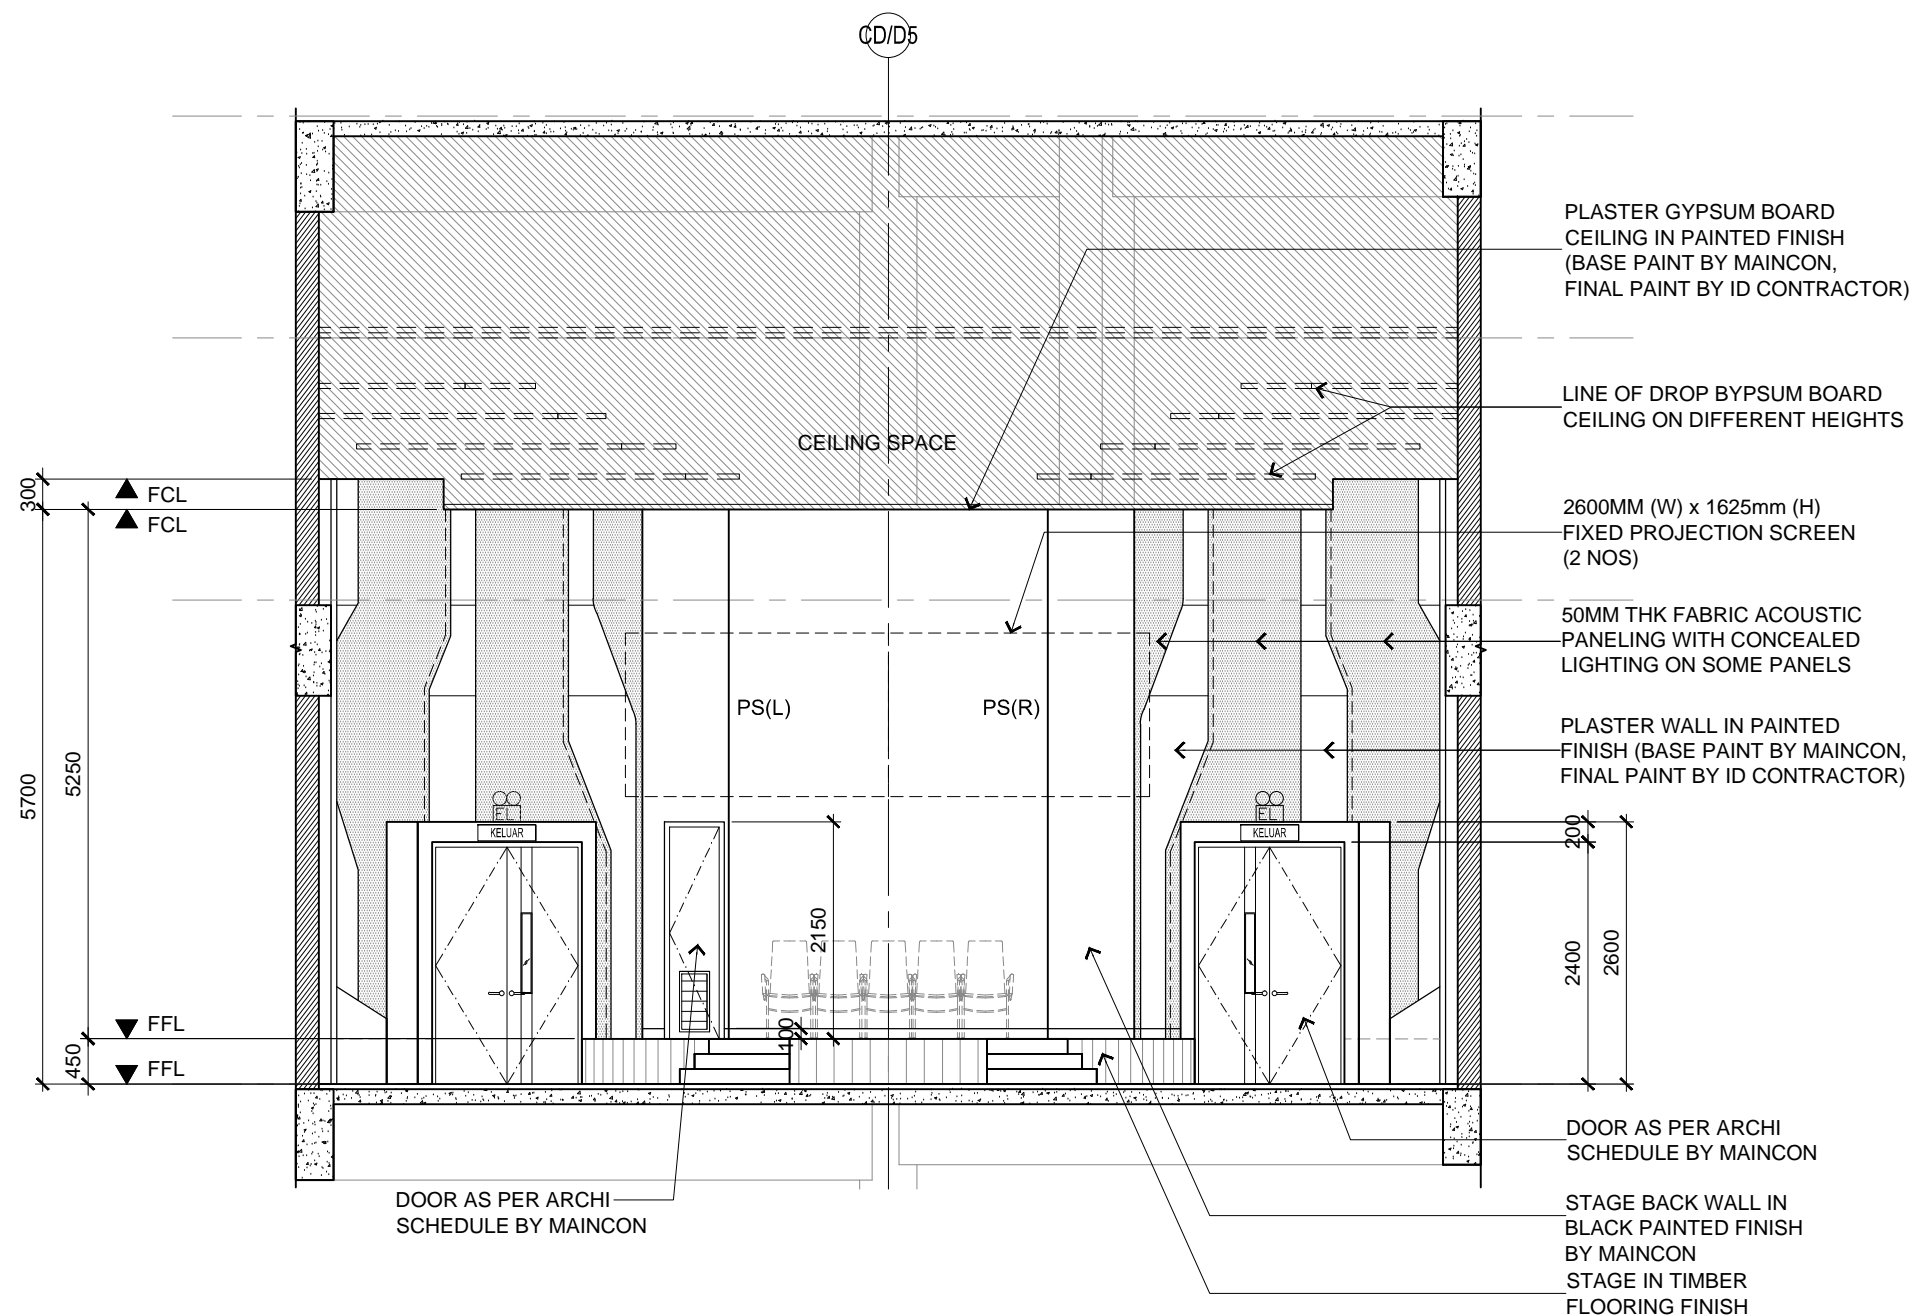 CD/D5
PLASTER GYPSUM BOARD
CEILING IN PAINTED FINISH
(BASE PAINT BY MAINCON,
FINAL PAINT BY ID CONTRACTOR)
LINE OF DROP BYPSUM BOARD
CEILING ON DIFFERENT HEIGHTS
CEILING SPACE
300
FCL
FCL
2600MM (W) x 1625mm (H)
FIXED PROJECTION SCREEN
(2 NOS)
50MM THK FABRIC ACOUSTIC
PANELING WITH CONCEALED
LIGHTING ON SOME PANELS
PS(L)
PS(R)
PLASTER WALL IN PAINTED
FINISH (BASE PAINT BY MAINCON,
FINAL PAINT BY ID CONTRACTOR)
5700
5250
EL
KELUAR
EL
KELUAR
200
2150
2400
2600
100
FFL
450
FFL
DOOR AS PER ARCHI
SCHEDULE BY MAINCON
DOOR AS PER ARCHI
SCHEDULE BY MAINCON
STAGE BACK WALL IN
BLACK PAINTED FINISH
BY MAINCON
STAGE IN TIMBER
FLOORING FINISH